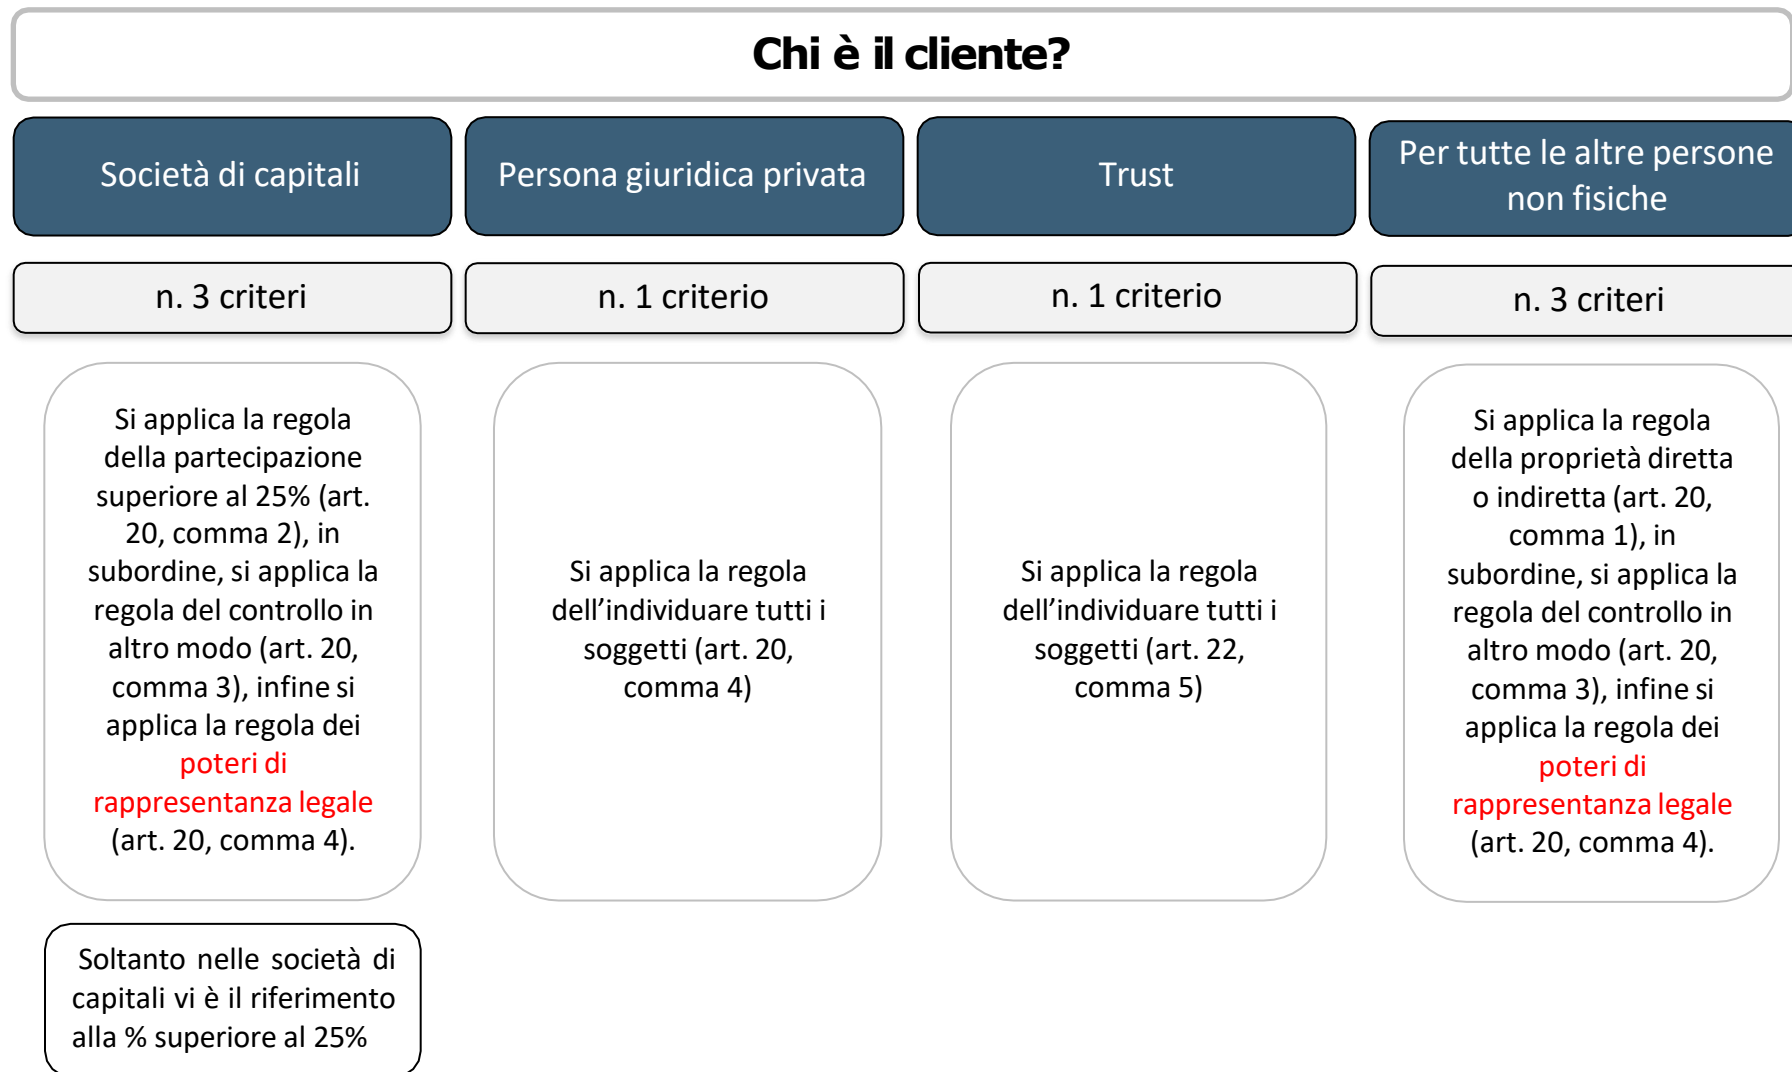 Chi è il cliente?
Società di capitali
Persona giuridica privata
Trust
Per tutte le altre persone
non fisiche
n. 3 criteri
n. 1 criterio
n. 1 criterio
n. 3 criteri
Si applica la regola
della partecipazione
superiore al 25% (art.
20, comma 2), in
subordine, si applica la
regola del controllo in
altro modo (art. 20,
comma 3), infine si
applica la regola dei
poteri di
rappresentanza legale
(art. 20, comma 4).
Si applica la regola
dell’individuare tutti i
soggetti (art. 20,
comma 4)
Si applica la regola
dell’individuare tutti i
soggetti (art. 22,
comma 5)
Si applica la regola
della proprietà diretta
o indiretta (art. 20,
comma 1), in
subordine, si applica la
regola del controllo in
altro modo (art. 20,
comma 3), infine si
applica la regola dei
poteri di
rappresentanza legale
(art. 20, comma 4).
Soltanto nelle società di
capitali vi è il riferimento
alla % superiore al 25%